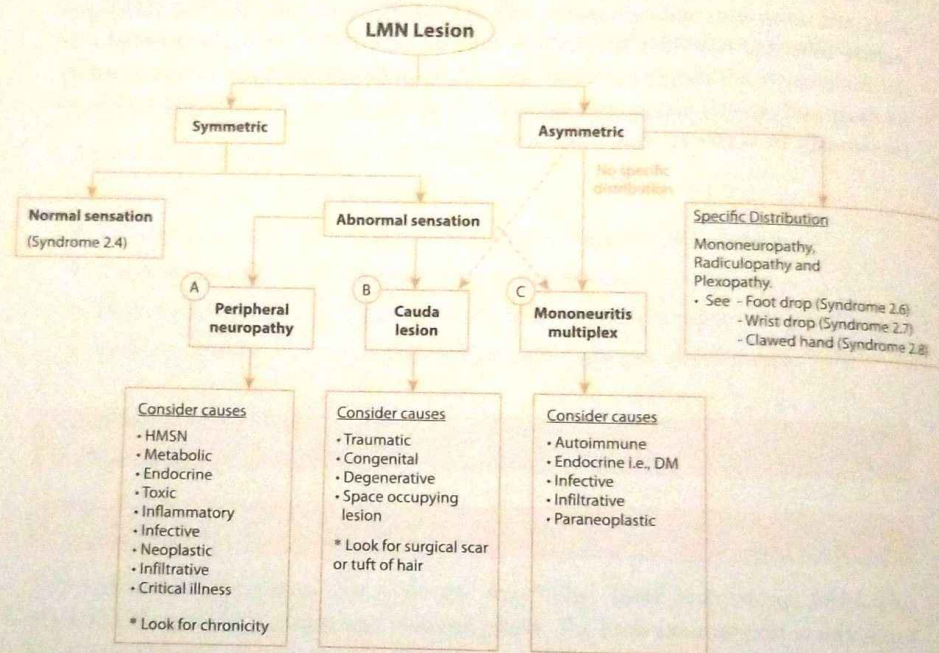 LMN Lesion
Symmetric
Asymmetric
No specific
distribution
Normal sensation
(Syndrome 2.4)
Abnormal sensation
Specific Distribution
Mononeuropathy,
Radiculopathy and
Plexopathy.
• See - Foot drop (Syndrome 2.6)
- Wrist drop (Syndrome 2.7)
- Clawed hand (Syndrome 2.8)
A
Peripheral
neuropathy
B
Cauda
lesion
C
Mononeuritis
multiplex
Consider causes
• HMSN
• Metabolic
• Endocrine
• Toxic
• Inflammatory
• Infective
• Neoplastic
• Infiltrative
• Critical illness
* Look for chronicity
Consider causes
• Traumatic
• Congenital
• Degenerative
• Space occupying
lesion
* Look for surgical scar
or tuft of hair
Consider causes
• Autoimmune
• Endocrine i.e., DM
• Infective
• Infiltrative
• Paraneoplastic